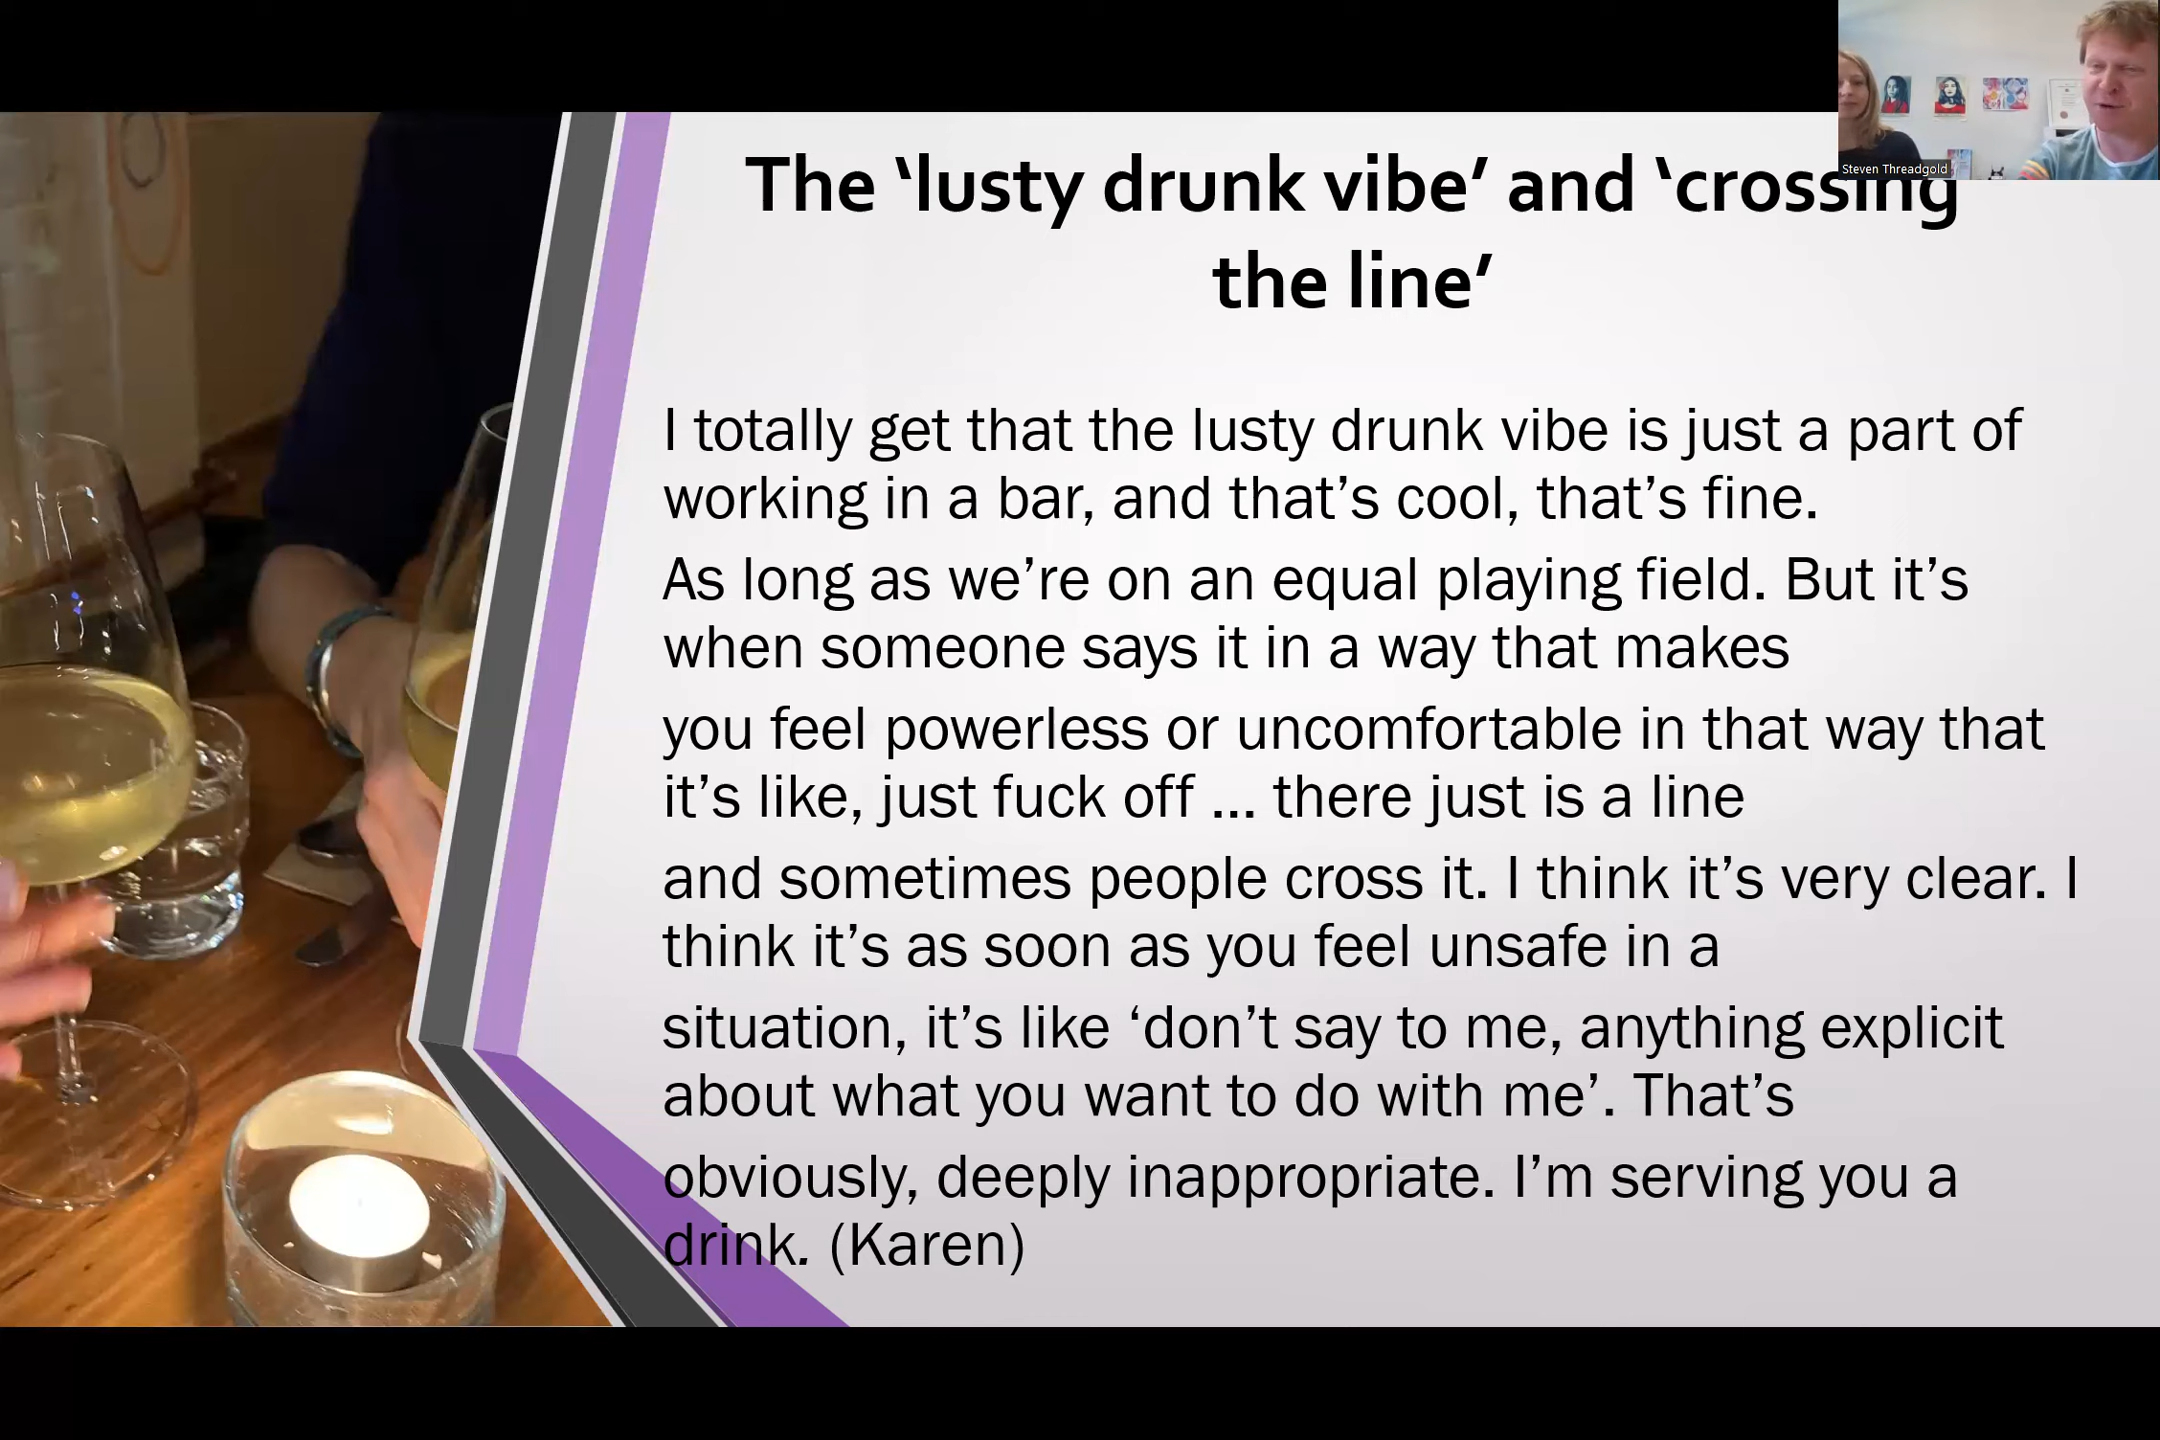 Steven Threadgold
The ‘lusty drunk vibe’ and ‘crossing
the line’
I totally get that the lusty drunk vibe is just a part of
working in a bar, and that’s cool, that’s fine.
As long as we’re on an equal playing field. But it’s
when someone says it in a way that makes
you feel powerless or uncomfortable in that way that
it’s like, just fuck off ... there just is a line
and sometimes people cross it. I think it’s very clear. I
think it’s as soon as you feel unsafe in a
situation, it’s like ‘don’t say to me, anything explicit
about what you want to do with me’. That’s
obviously, deeply inappropriate. I’m serving you a
drink. (Karen)